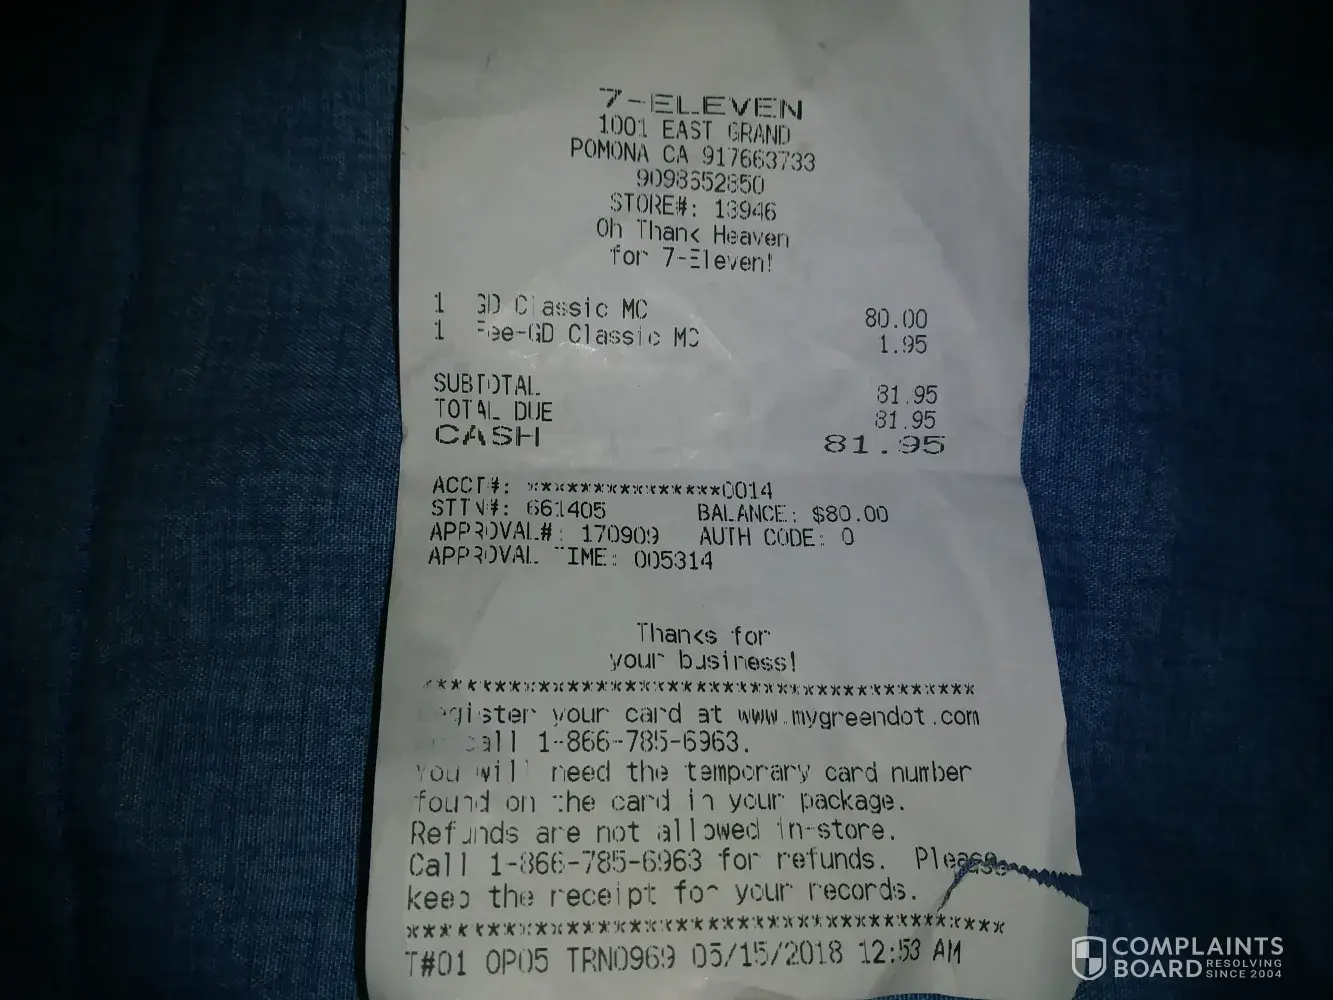 7-ELEVEN
1001 EAST GRAND
POMONA CA 917663733
9098652850
STORE#: 13946
Oh Thank Heaven
for 7-Eleven!
1 GD Classic MC 80.00
1 Fee-GD Classic MC 1.95
SUBTOTAL 81.95
TOTAL DUE 81.95
CASH 81.95
ACCT#: ***************0014
STTN#: 661405 BALANCE: $80.00
APPROVAL#: 170909 AUTH CODE: 0
APPROVAL TIME: 005314
Thanks for
your business!
******************************************
Register your card at www.mygreendot.com
or call 1-866-785-6963.
You will need the temporary card number
found on the card in your package.
Refunds are not allowed in-store.
Call 1-866-785-6963 for refunds. Please
keep the receipt for your records.
******************************************
T#01 OP05 TRN0969 05/15/2018 12:53 AM
COMPLAINTS
BOARD RESOLVING
SINCE 2004